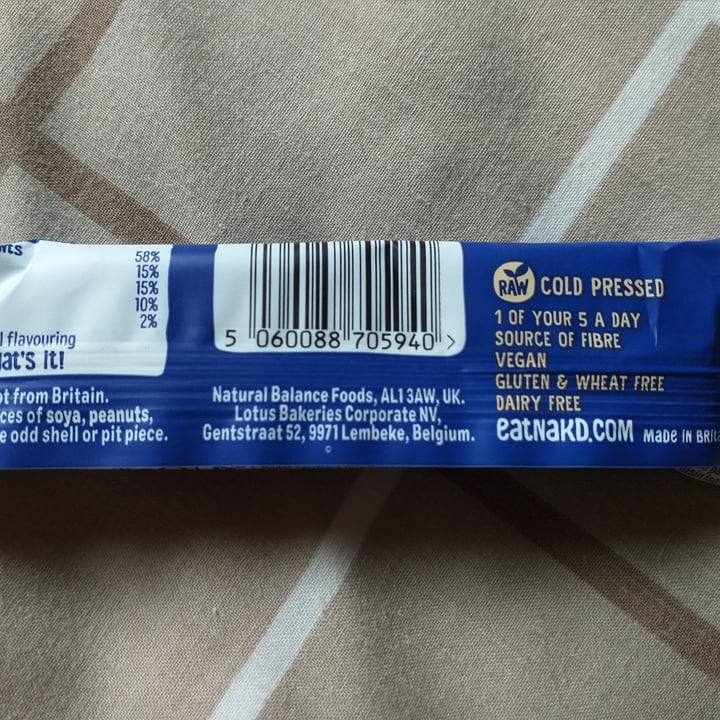 58%
15%
15%
10%
2%
flavouring
at's it!
from Britain.
ces of soya, peanuts,
e odd shell or pit piece.
5 060088 705940 >
Natural Balance Foods, AL1 3AW, UK.
Lotus Bakeries Corporate NV,
Gentstraat 52, 9971 Lembeke, Belgium.
RAW COLD PRESSED
1 OF YOUR 5 A DAY
SOURCE OF FIBRE
VEGAN
GLUTEN & WHEAT FREE
DAIRY FREE
eatNakd.com MADE IN BRIT